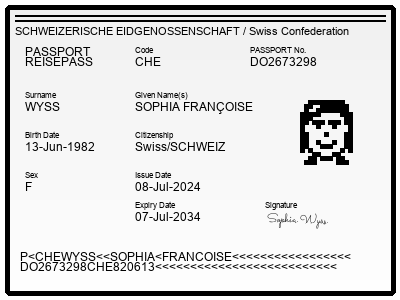 SCHWEIZERISCHE EIDGENOSSENSCHAFT / Swiss Confederation
PASSPORT
REISEPASS
Code
CHE
PASSPORT No.
DO2673298
Surname
WYSS
Given Name(s)
SOPHIA FRANÇOISE
Birth Date
13-Jun-1982
Citizenship
Swiss/SCHWEIZ
Sex
F
Issue Date
08-Jul-2024
Expiry Date
07-Jul-2034
Signature
Sophia Wyss
P<CHEWYSS<<SOPHIA<FRANCOISE<<<<<<<<<<<<<<<<<
DO2673298CHE820613<<<<<<<<<<<<<<<<<<<<<<<<<<